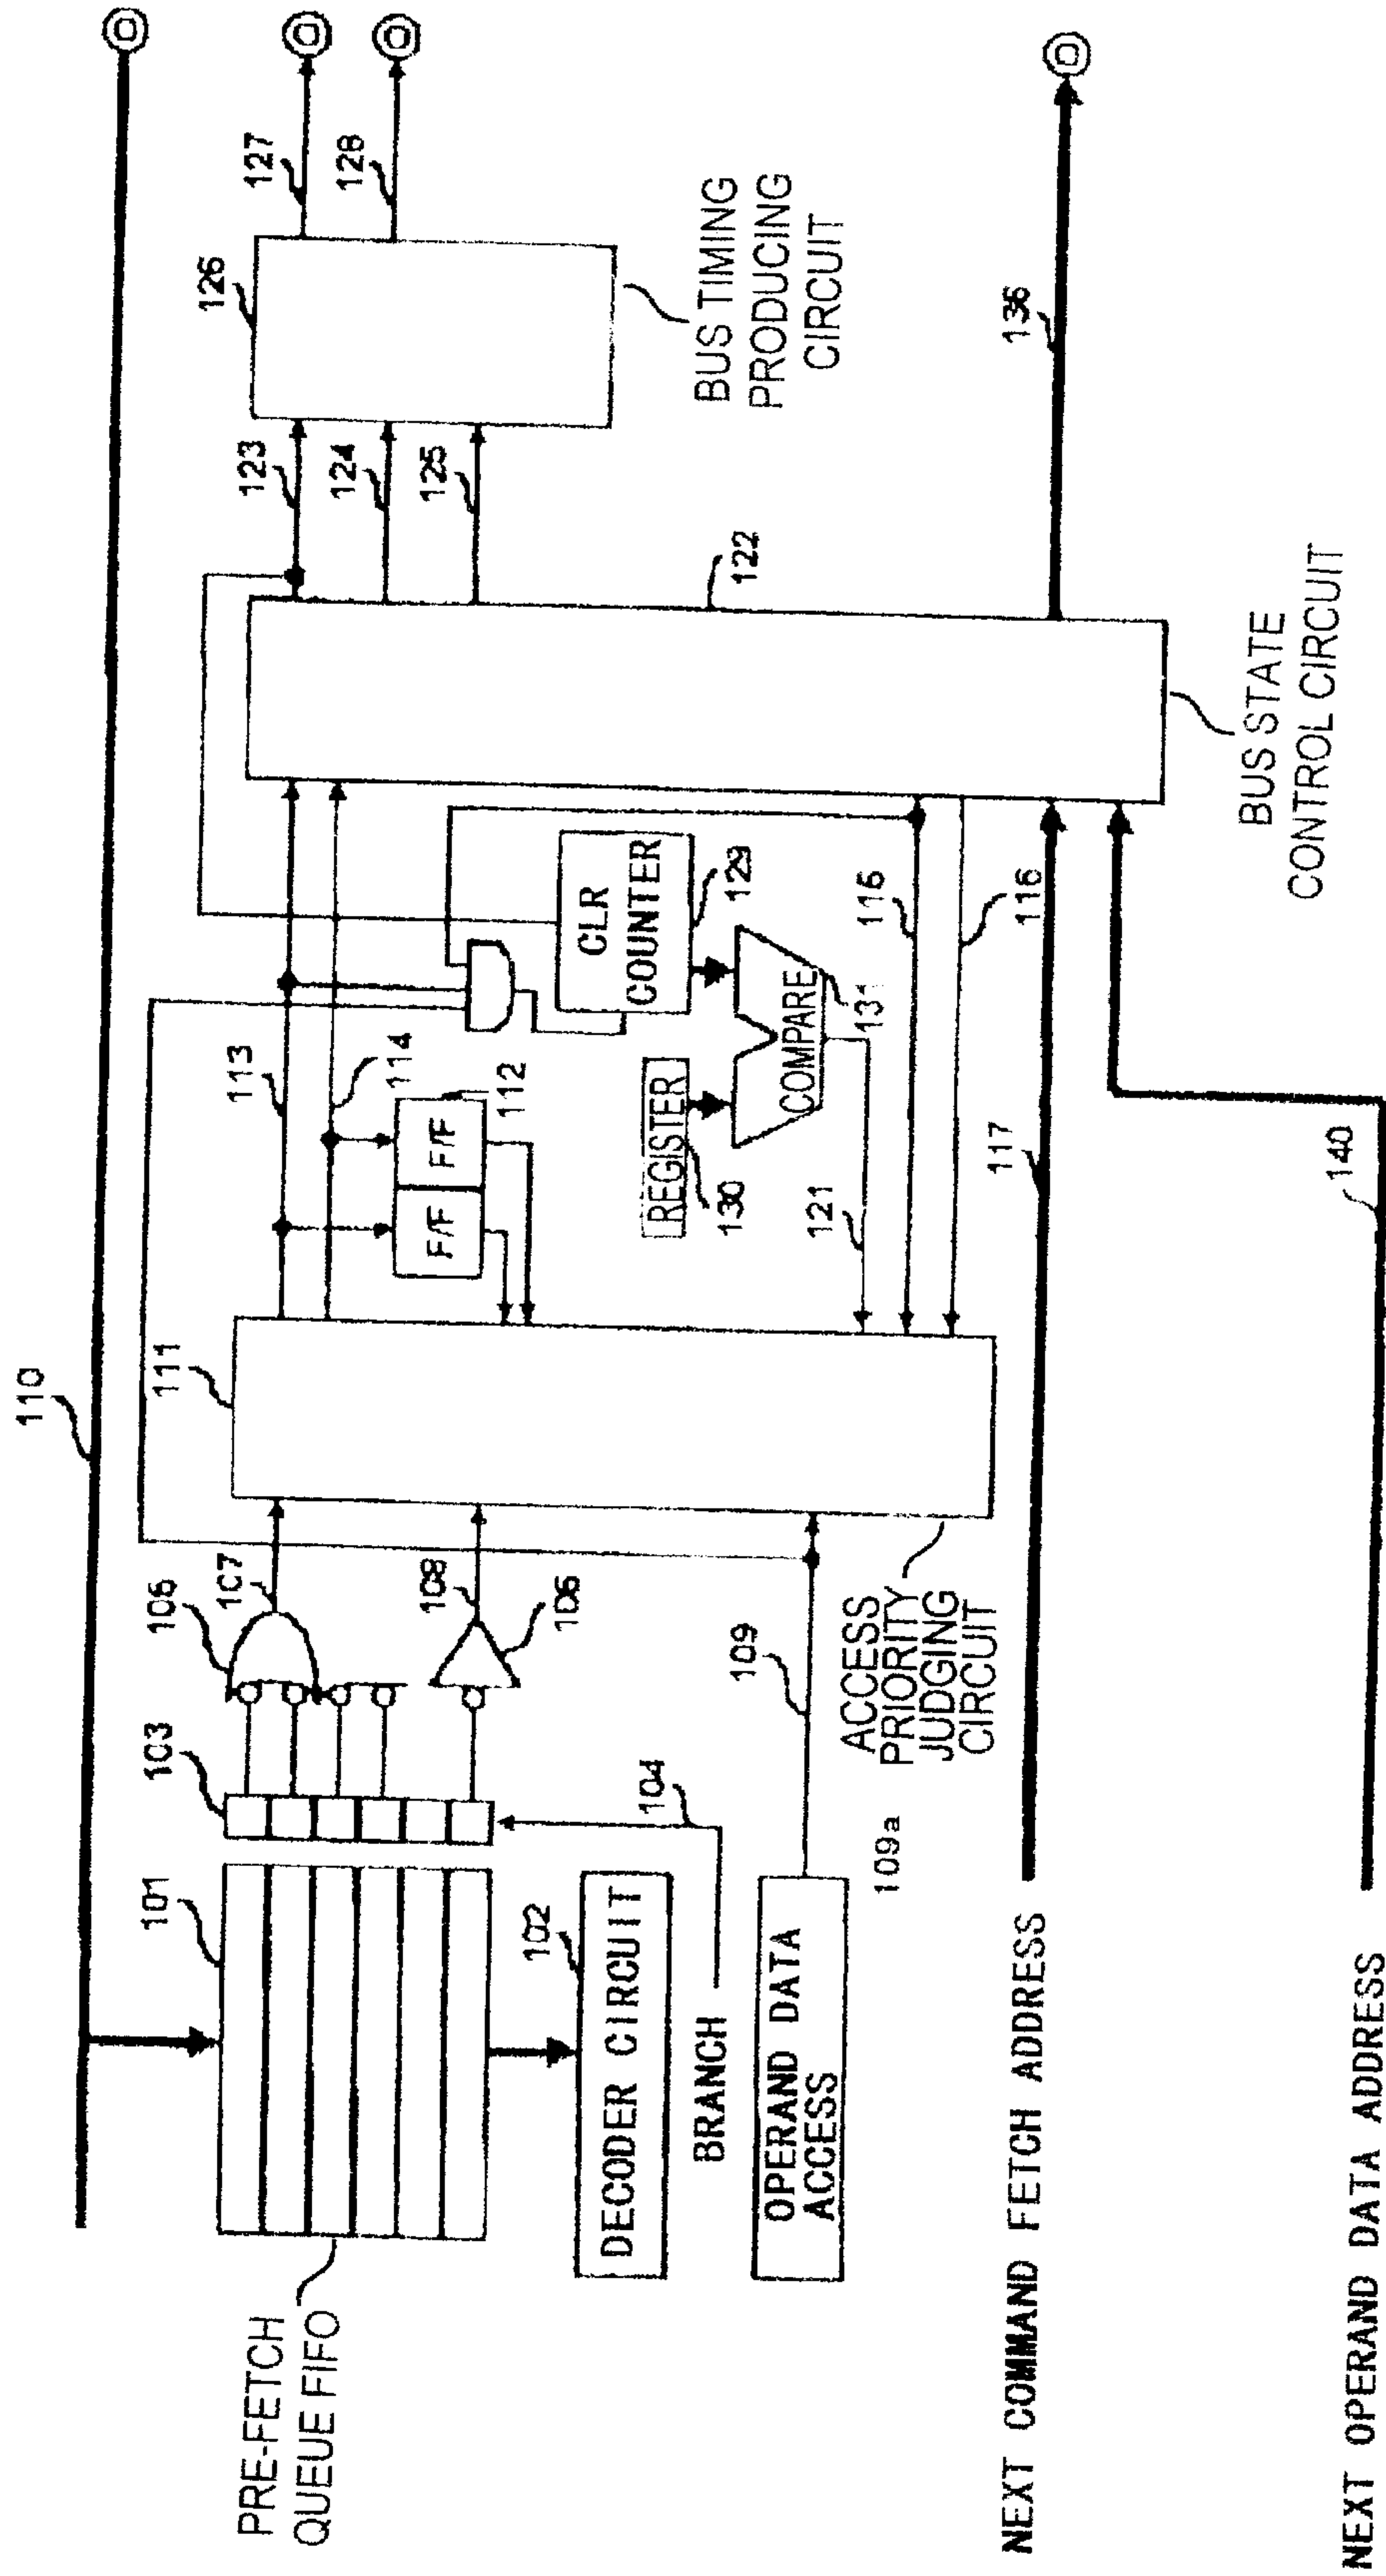 110
127
128
126
BUS TIMING
PRODUCING
CIRCUIT
123
124
125
122
136
BUS STATE
CONTROL CIRCUIT
113
114
112
F/F
F/F
CLR
COUNTER
129
REGISTER
130
COMPARE
131
121
115
116
117
140
111
ACCESS
PRIORITY
JUDGING
CIRCUIT
106
107
108
106
109
109a
103
104
101
PRE-FETCH
QUEUE FIFO
102
DECODER CIRCUIT
BRANCH
OPERAND DATA
ACCESS
NEXT COMMAND FETCH ADDRESS
NEXT OPERAND DATA ADDRESS